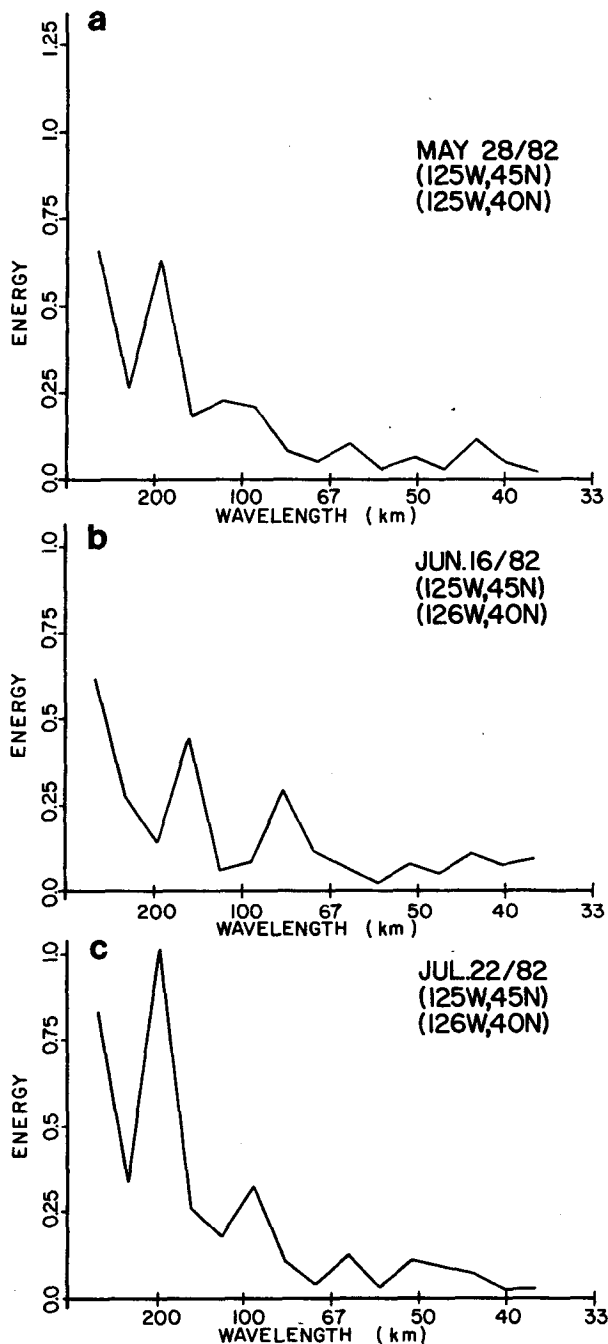 a
1.25
1.0
0.75
0.5
0.25
0.0
ENERGY
MAY 28/82
(125W,45N)
(125W,40N)
200 100 67 50 40 33
WAVELENGTH (km)
b
1.0
0.75
0.5
0.25
0.0
ENERGY
JUN.16/82
(125W,45N)
(126W,40N)
200 100 67 50 40 33
WAVELENGTH (km)
c
1.0
0.75
0.5
0.25
0.0
ENERGY
JUL.22/82
(125W,45N)
(126W,40N)
200 100 67 50 40 33
WAVELENGTH (km)